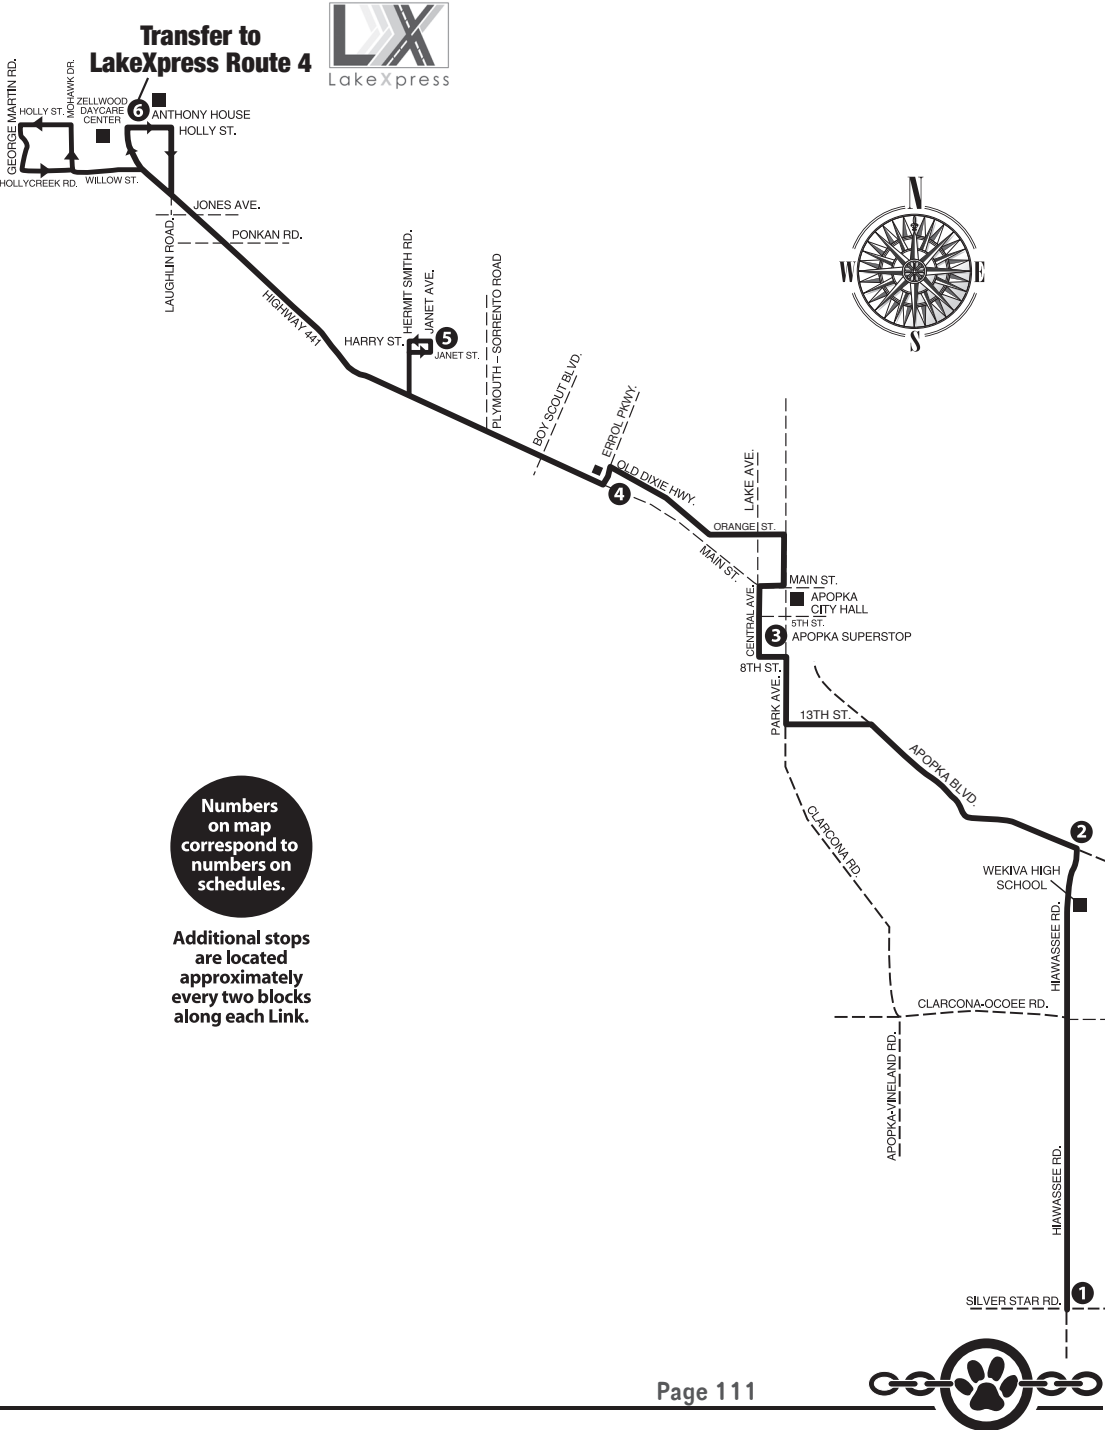 Transfer to
LakeXpress Route 4
LX
LakeXpress
GEORGE MARTIN RD.
HOLLY ST.
MOHAWK DR.
ZELLWOOD
DAYCARE
CENTER
6
ANTHONY HOUSE
HOLLY ST.
HOLLYCREEK RD.
WILLOW ST.
JONES AVE.
PONKAN RD.
LAUGHLIN ROAD.
HIGHWAY 441
N
W
E
S
HARRY ST.
HERMIT SMITH RD.
JANET AVE.
5
JANET ST.
PLYMOUTH – SORRENTO ROAD
BOY SCOUT BLVD.
ERROL PKWY.
4
OLD DIXIE HWY.
LAKE AVE.
ORANGE ST.
MAIN ST.
MAIN ST.
APOPKA
CITY HALL
CENTRAL AVE.
5TH ST.
3
APOPKA SUPERSTOP
8TH ST.
PARK AVE.
13TH ST.
APOPKA BLVD.
CLARCONA RD.
2
WEKIVA HIGH
SCHOOL
HIAWASSEE RD.
CLARCONA-OCOEE RD.
APOPKA-VINELAND RD.
HIAWASSEE RD.
SILVER STAR RD.
1
Numbers
on map
correspond to
numbers on
schedules.
Additional stops
are located
approximately
every two blocks
along each Link.
Page 111